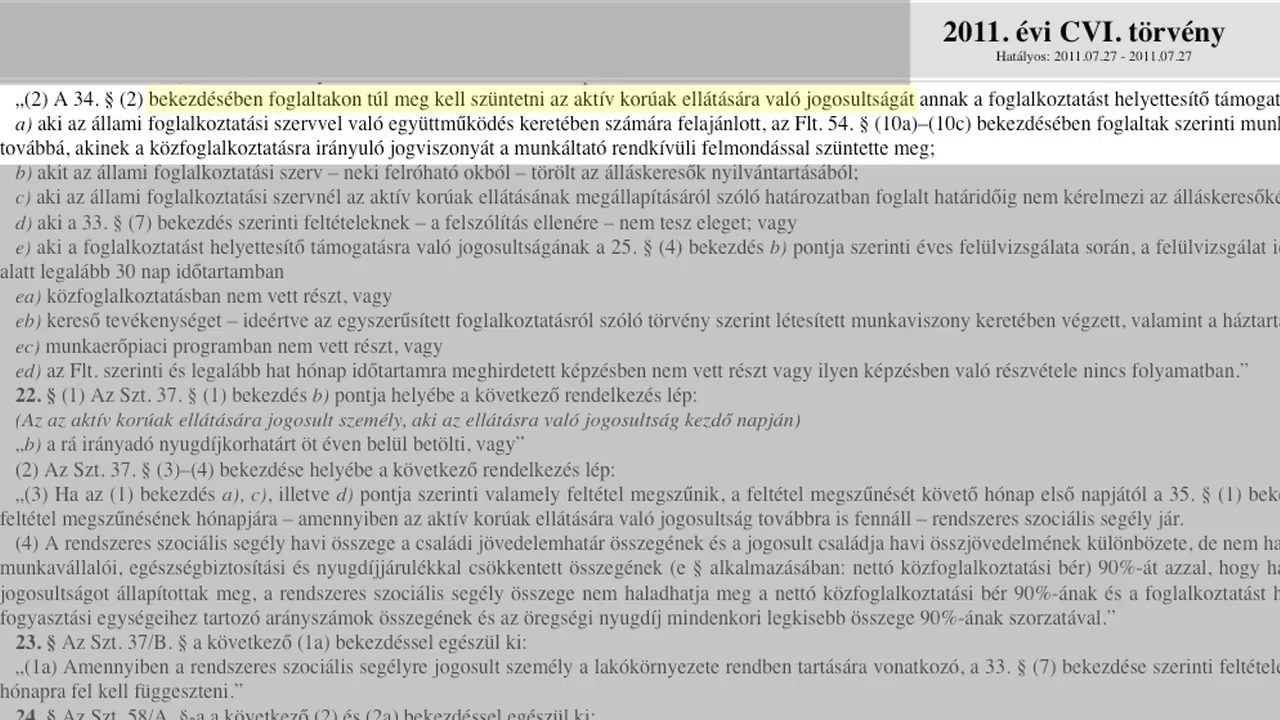 2011. évi CVI. törvény
Hatályos: 2011.07.27 - 2011.07.27
„(2) A 34. § (2) bekezdésében foglaltakon túl meg kell szüntetni az aktív korúak ellátására való jogosultságát annak a foglalkoztatást helyettesítő támogat
a) aki az állami foglalkoztatási szervvel való együttműködés keretében számára felajánlott, az Flt. 54. § (10a)–(10c) bekezdésében foglaltak szerinti mun
továbbá, akinek a közfoglalkoztatásra irányuló jogviszonyát a munkáltató rendkívüli felmondással szüntette meg;
b) akit az állami foglalkoztatási szerv – neki felróható okból – törölt az álláskeresők nyilvántartásából;
c) aki az állami foglalkoztatási szervnél az aktív korúak ellátásának megállapításáról szóló határozatban foglalt határidőig nem kérelmezi az álláskeresőké
d) aki a 33. § (7) bekezdés szerinti feltételeknek – a felszólítás ellenére – nem tesz eleget; vagy
e) aki a foglalkoztatást helyettesítő támogatásra való jogosultságának a 25. § (4) bekezdés b) pontja szerinti éves felülvizsgálata során, a felülvizsgálat i
alatt legalább 30 nap időtartamban
ea) közfoglalkoztatásban nem vett részt, vagy
eb) kereső tevékenységet – ideértve az egyszerűsített foglalkoztatásról szóló törvény szerint létesített munkaviszony keretében végzett, valamint a háztart
ec) munkaerőpiaci programban nem vett részt, vagy
ed) az Flt. szerinti és legalább hat hónap időtartamra meghirdetett képzésben nem vett részt vagy ilyen képzésben való részvétele nincs folyamatban.”
22. § (1) Az Szt. 37. § (1) bekezdés b) pontja helyébe a következő rendelkezés lép:
(Az az aktív korúak ellátására jogosult személy, aki az ellátásra való jogosultság kezdő napján)
„b) a rá irányadó nyugdíjkorhatárt öt éven belül betölti, vagy”
(2) Az Szt. 37. § (3)–(4) bekezdése helyébe a következő rendelkezés lép:
„(3) Ha az (1) bekezdés a), c), illetve d) pontja szerinti valamely feltétel megszűnik, a feltétel megszűnését követő hónap első napjától a 35. § (1) bek
feltétel megszűnésének hónapjára – amennyiben az aktív korúak ellátására való jogosultság továbbra is fennáll – rendszeres szociális segély jár.
(4) A rendszeres szociális segély havi összege a családi jövedelemhatár összegének és a jogosult családja havi összjövedelmének különbözete, de nem ha
munkavállalói, egészségbiztosítási és nyugdíjjárulékkal csökkentett összegének (e § alkalmazásában: nettó közfoglalkoztatási bér) 90%-át azzal, hogy h
jogosultságot állapítottak meg, a rendszeres szociális segély összege nem haladhatja meg a nettó közfoglalkoztatási bér 90%-ának és a foglalkoztatást h
fogyasztási egységeihez tartozó arányszámok összegének és az öregségi nyugdíj mindenkori legkisebb összege 90%-ának szorzatával.”
23. § Az Szt. 37/B. § a következő (1a) bekezdéssel egészül ki:
„(1a) Amennyiben a rendszeres szociális segélyre jogosult személy a lakókörnyezete rendben tartására vonatkozó, a 33. § (7) bekezdése szerinti feltétele
hónapra fel kell függeszteni.”
24. § Az Szt. 58/A. §-a a következő (2) és (2a) bekezdéssel egészül ki: